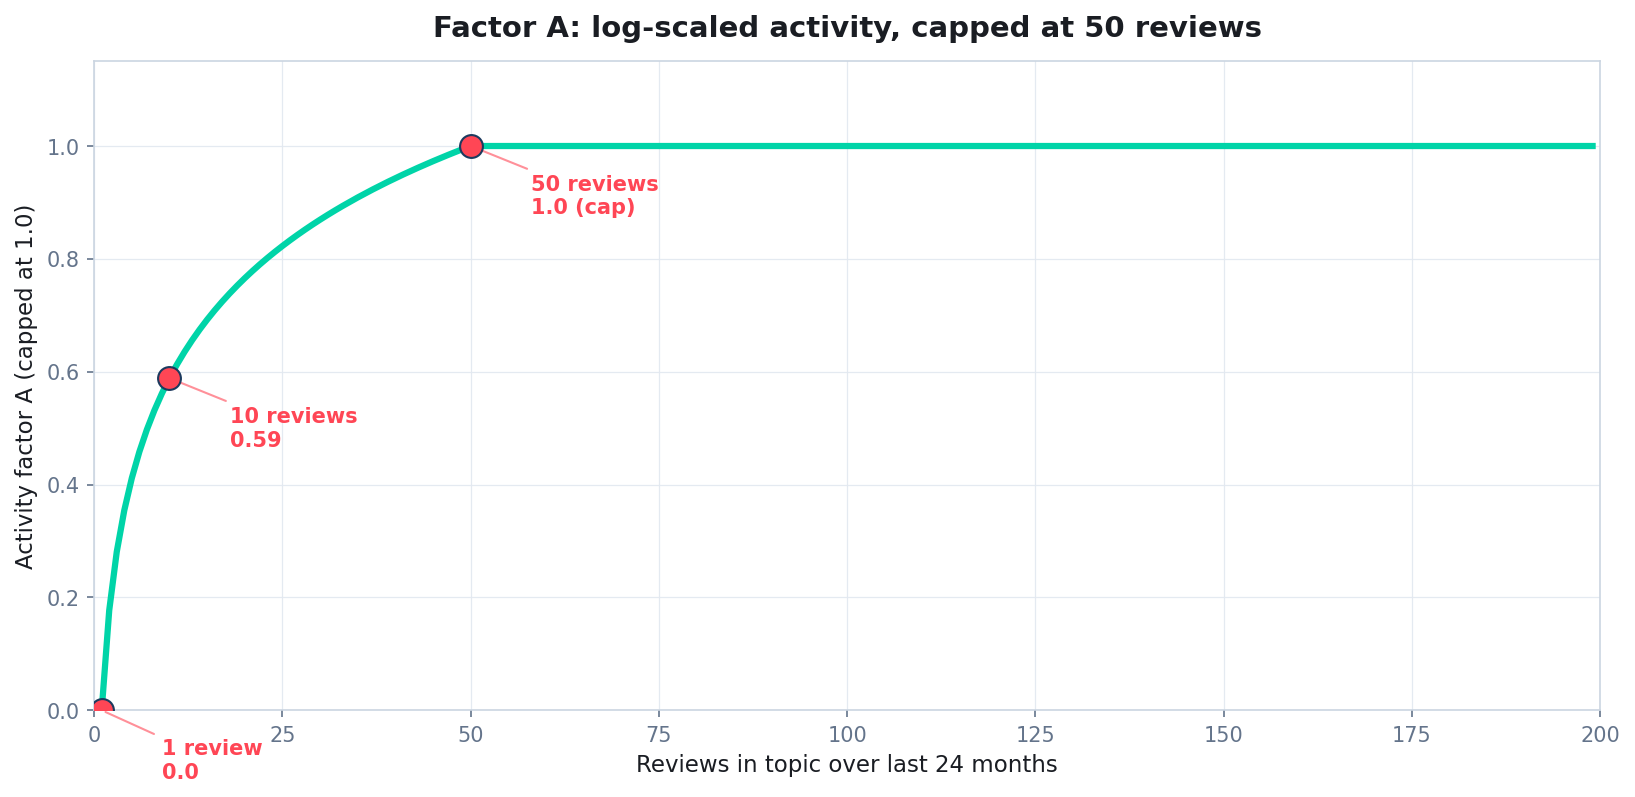 Factor A: log-scaled activity, capped at 50 reviews
Activity factor A (capped at 1.0)
1.0
0.8
0.6
0.4
0.2
0.0
50 reviews
1.0 (cap)
10 reviews
0.59
1 review
0.0
0
25
50
75
100
125
150
175
200
Reviews in topic over last 24 months